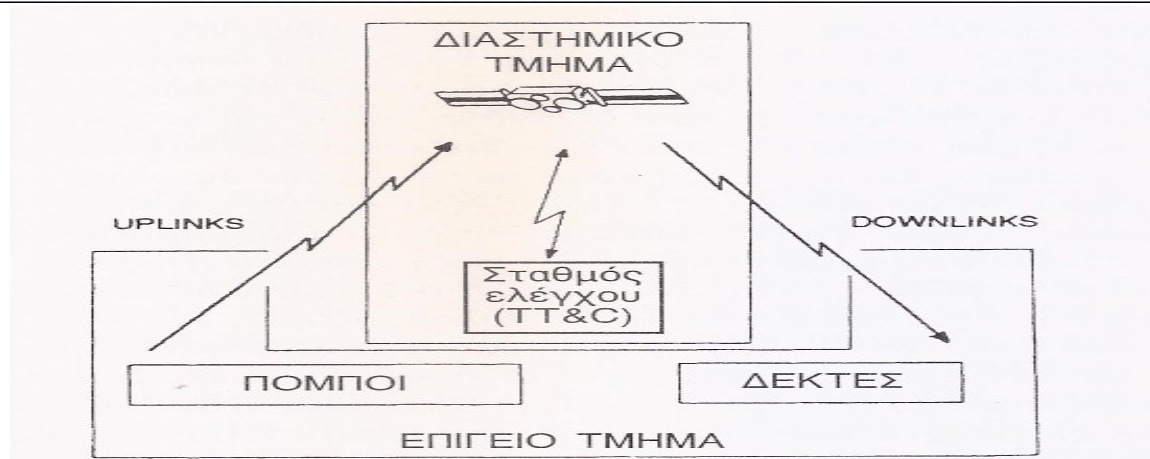 ΔΙΑΣΤΗΜΙΚΟ
ΤΜΗΜΑ
UPLINKS
DOWNLINKS
Σταθμός
ελέγχου
(TT&C)
ΠΟΜΠΟΙ
ΔΕΚΤΕΣ
ΕΠΙΓΕΙΟ ΤΜΗΜΑ